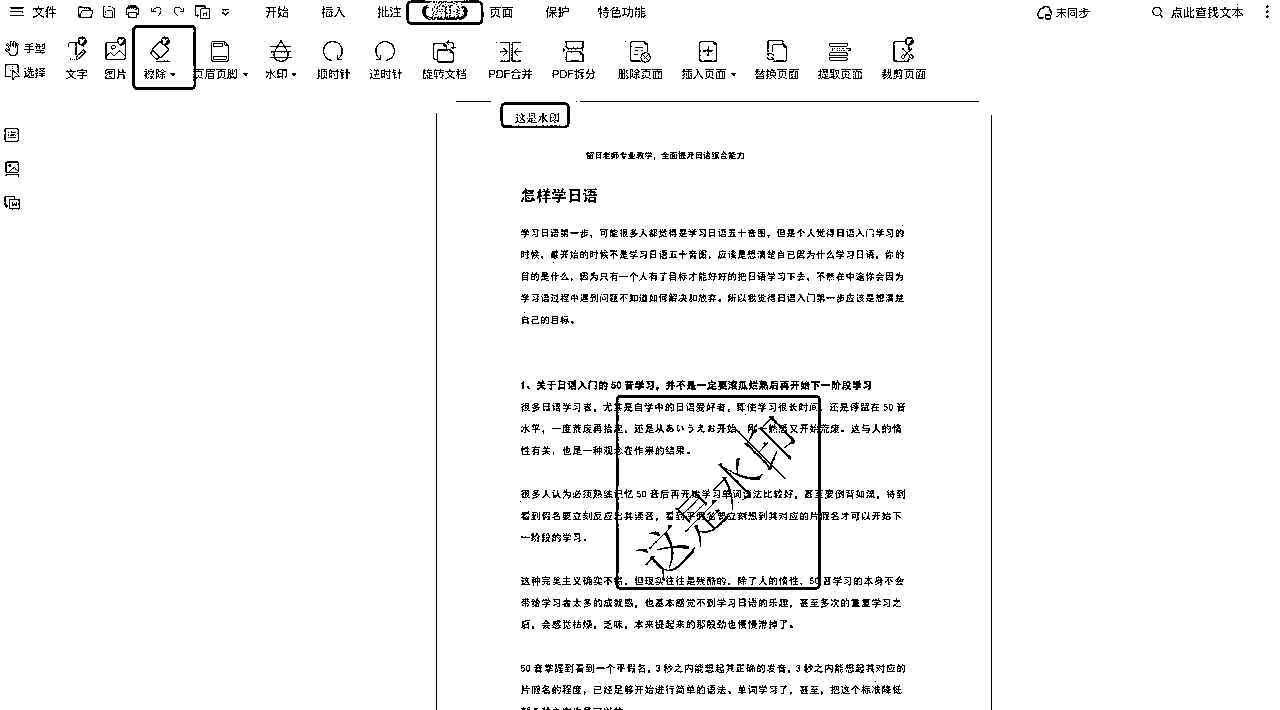 文件 开始 插入 批注 编辑 页面 保护 特色功能 未同步 点此查找文本
手型
选择
文字 图片 擦除 页眉页脚 水印 顺时针 逆时针 旋转文档 PDF合并 PDF拆分 删除页面 插入页面 替换页面 提取页面 裁剪页面
这是水印
留日老师专业教学，全面提升日语综合能力
怎样学日语
学习日语第一步，可能很多人都觉得是学习日语五十音图，但是个人觉得日语入门学习的
时候，最开始的时候不是学习日语五十音图，应该是想清楚自己因为什么学习日语，你的
目的是什么，因为只有一个人有了目标才能好好的把日语学习下去，不然在中途你会因为
学习语过程中遇到问题不知道如何解决和放弃。所以我觉得日语入门第一步应该是想清楚
自己的目标。
1、关于日语入门的 50 音学习，并不是一定要滚瓜烂熟后再开始下一阶段学习
很多日语学习者，尤其是自学中的日语爱好者，即使学习很长时间，还是停留在 50 音
水平，一度荒废再拾起，还是从あいうえお开始，刚一熟悉又开始荒废。这与人的惰
性有关，也是一种观念在作祟的结果。
很多人认为必须熟练记忆 50 音后再开始学习单词语法比较好，甚至要倒背如流，待到
看到假名要立刻反应出其读音，看到平假名要立刻想到其对应的片假名才可以开始下
一阶段的学习。
这是水印
这种完美主义确实不错，但现实往往是残酷的，除了人的惰性、50 音学习的本身不会
带给学习者太多的成就感，也基本感觉不到学习日语的乐趣，甚至多次的重复学习之
后，会感觉枯燥，乏味，本来提起来的那股劲也慢慢滑掉了。
50 音掌握到看到一个平假名，3 秒之内能想起其正确的发音，3 秒之内能想起其对应的
片假名的程度，已经足够开始进行简单的语法、单词学习了，甚至，把这个标准降低